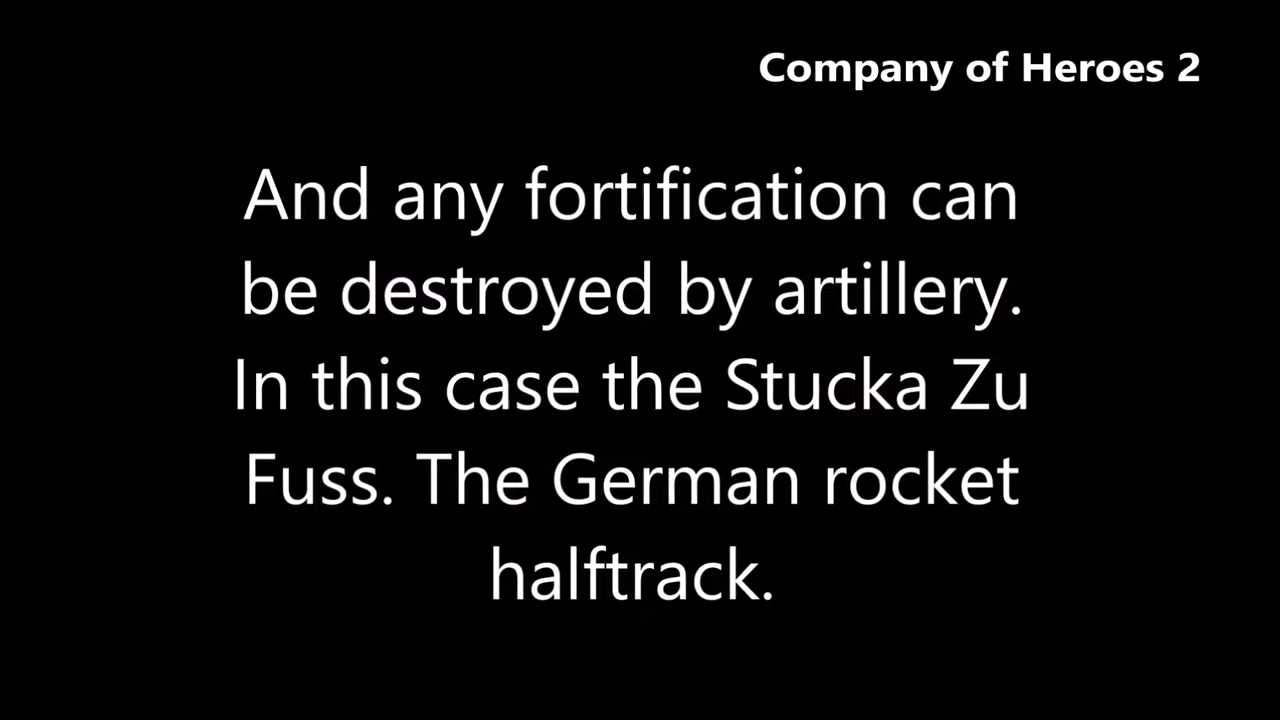 Company of Heroes 2
And any fortification can
be destroyed by artillery.
In this case the Stucka Zu
Fuss. The German rocket
halftrack.